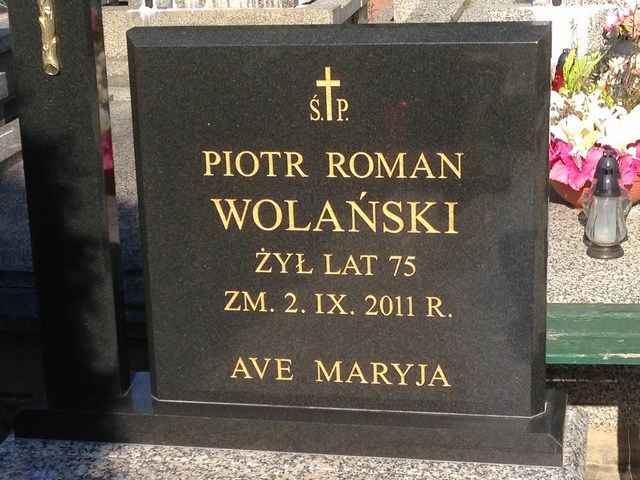 Ś.P.
PIOTR ROMAN
WOLAŃSKI
ŻYŁ LAT 75
ZM. 2. IX. 2011 R.
AVE MARYJA